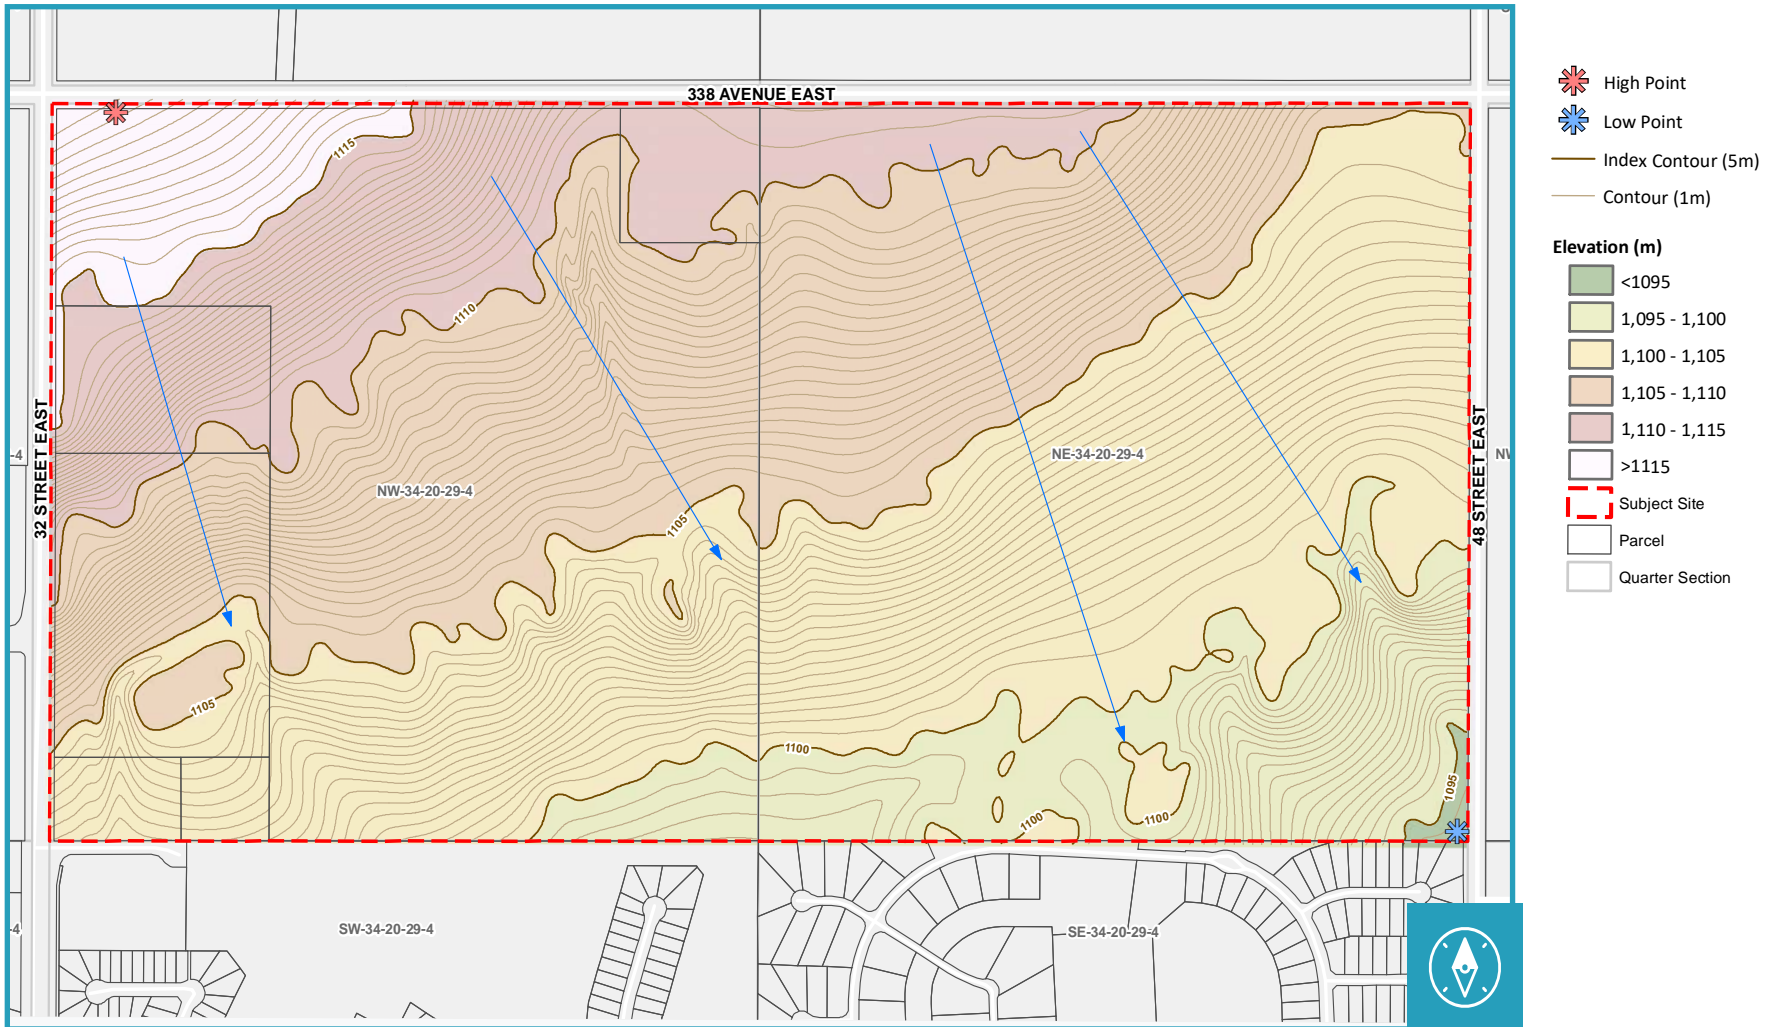 338 AVENUE EAST
1115
1110
32 STREET EAST
-4
NW-34-20-29-4
NE-34-20-29-4
48 STREET EAST
NW
1105
1105
1100
1095
1100
1100
SW-34-20-29-4
SE-34-20-29-4
-4
High Point
Low Point
Index Contour (5m)
Contour (1m)
Elevation (m)
<1095
1,095 - 1,100
1,100 - 1,105
1,105 - 1,110
1,110 - 1,115
>1115
Subject Site
Parcel
Quarter Section